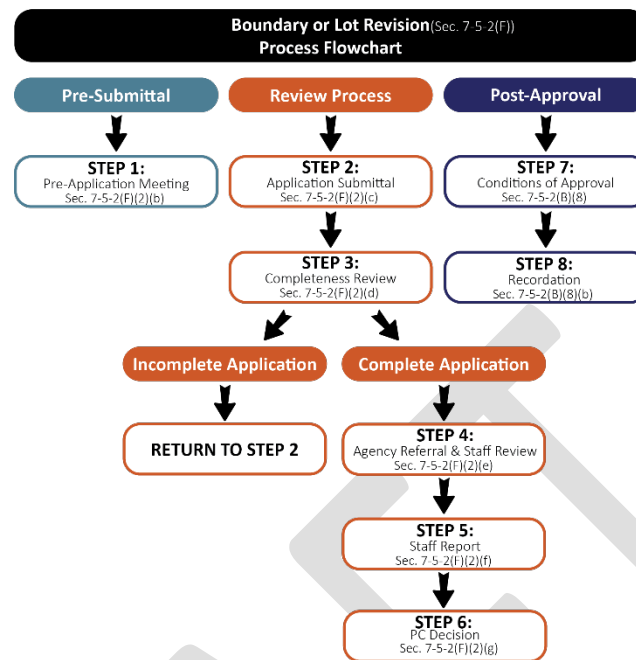 Boundary or Lot Revision(Sec. 7-5-2(F))
Process Flowchart
Pre-Submittal
Review Process
Post-Approval
STEP 1:
Pre-Application Meeting
Sec. 7-5-2(F)(2)(b)
STEP 2:
Application Submittal
Sec. 7-5-2(F)(2)(c)
STEP 7:
Conditions of Approval
Sec. 7-5-2(B)(8)
STEP 3:
Completeness Review
Sec. 7-5-2(F)(2)(d)
STEP 8:
Recordation
Sec. 7-5-2(B)(8)(b)
Incomplete Application
Complete Application
RETURN TO STEP 2
STEP 4:
Agency Referral & Staff Review
Sec. 7-5-2(F)(2)(e)
STEP 5:
Staff Report
Sec. 7-5-2(F)(2)(f)
STEP 6:
PC Decision
Sec. 7-5-2(F)(2)(g)